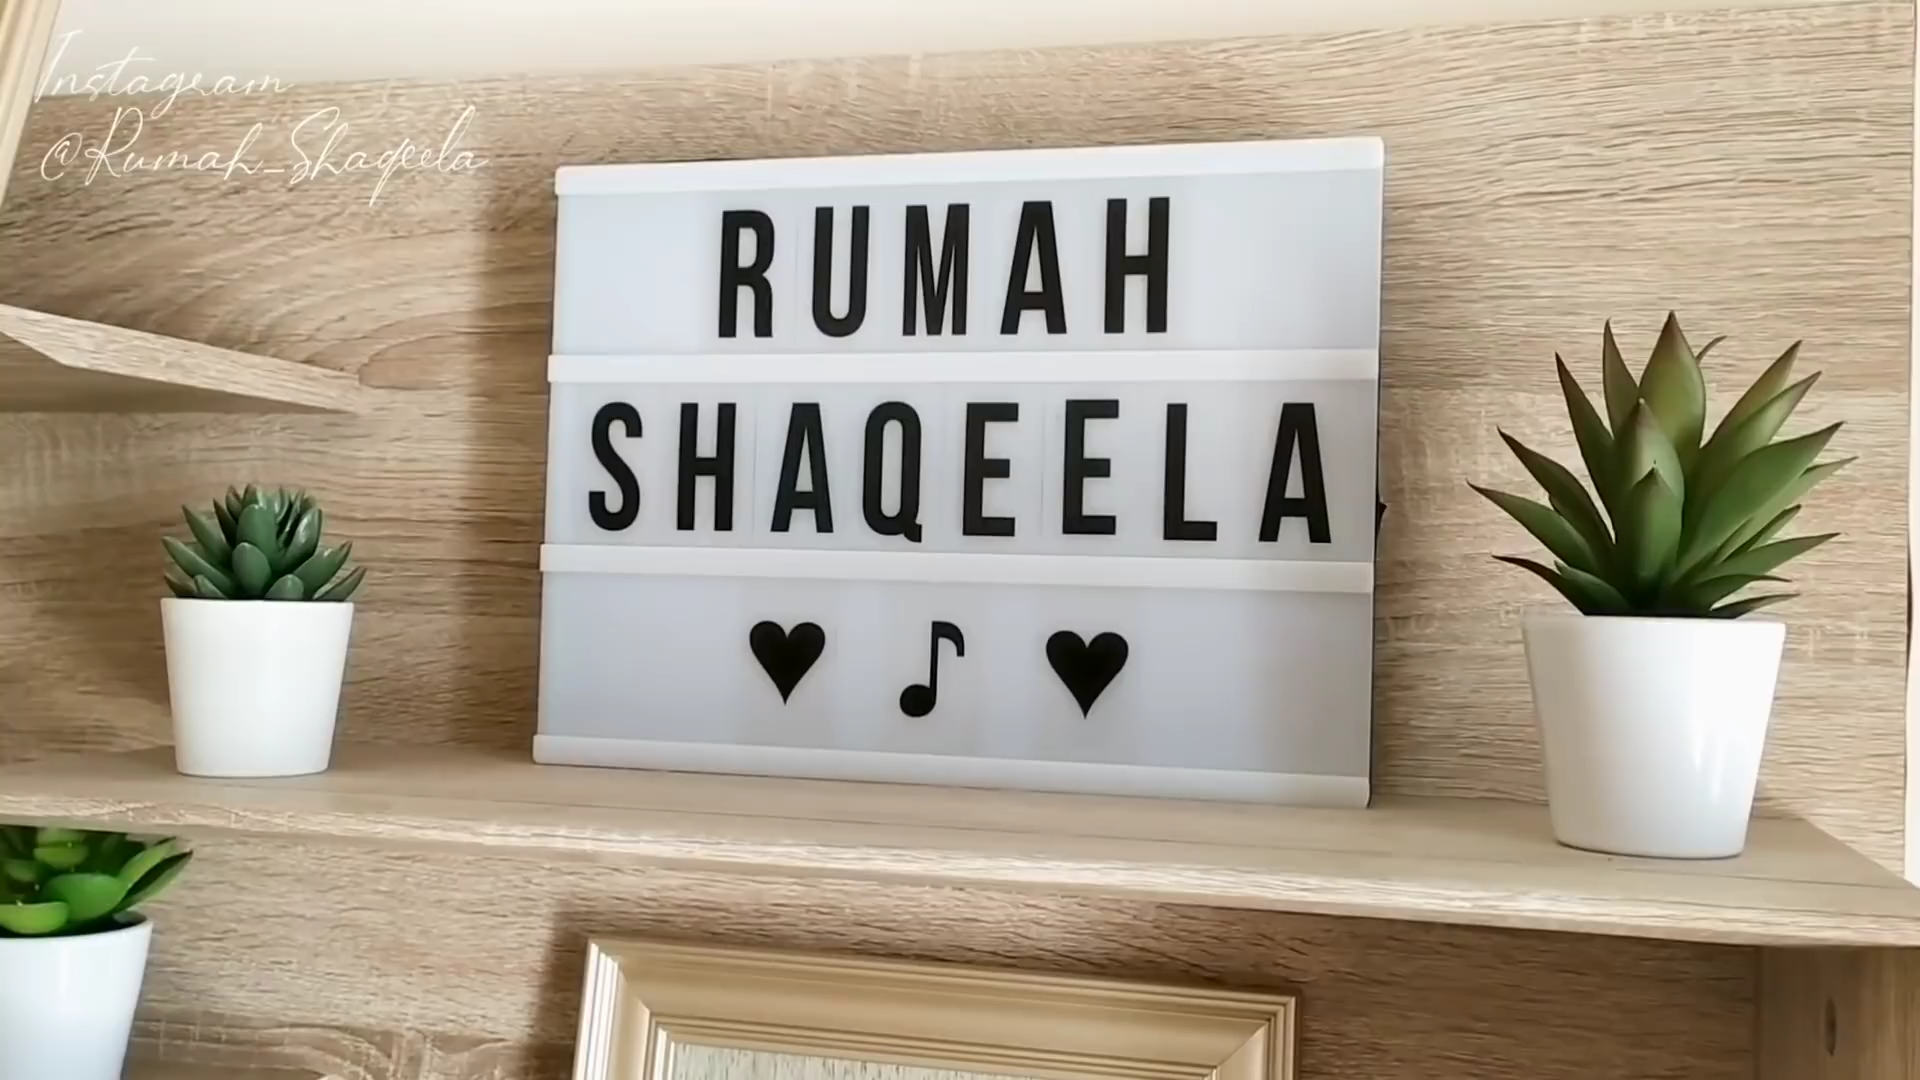 Instagram
@Rumah_Shaqeela
RUMAH
SHAQEELA
♥ ♪ ♥